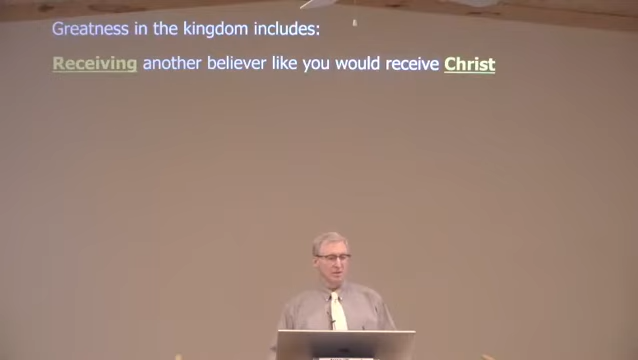 Greatness in the kingdom includes:
Receiving another believer like you would receive Christ